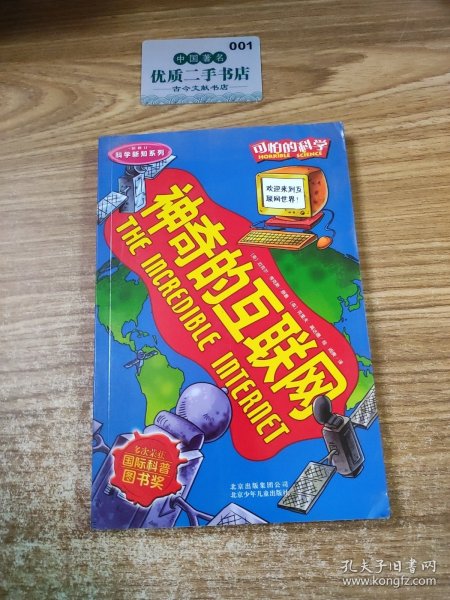 001
中国著名
优质二手书店
古今文献书店
科学新知系列
可怕的科学
HORRIBLE SCIENCE
欢迎来到互
联网世界!
神奇的互联网
THE INCREDIBLE INTERNET
多次荣获
国际科普
图书奖
北京出版集团公司
北京少年儿童出版社
孔夫子旧书网
www.kongfz.com